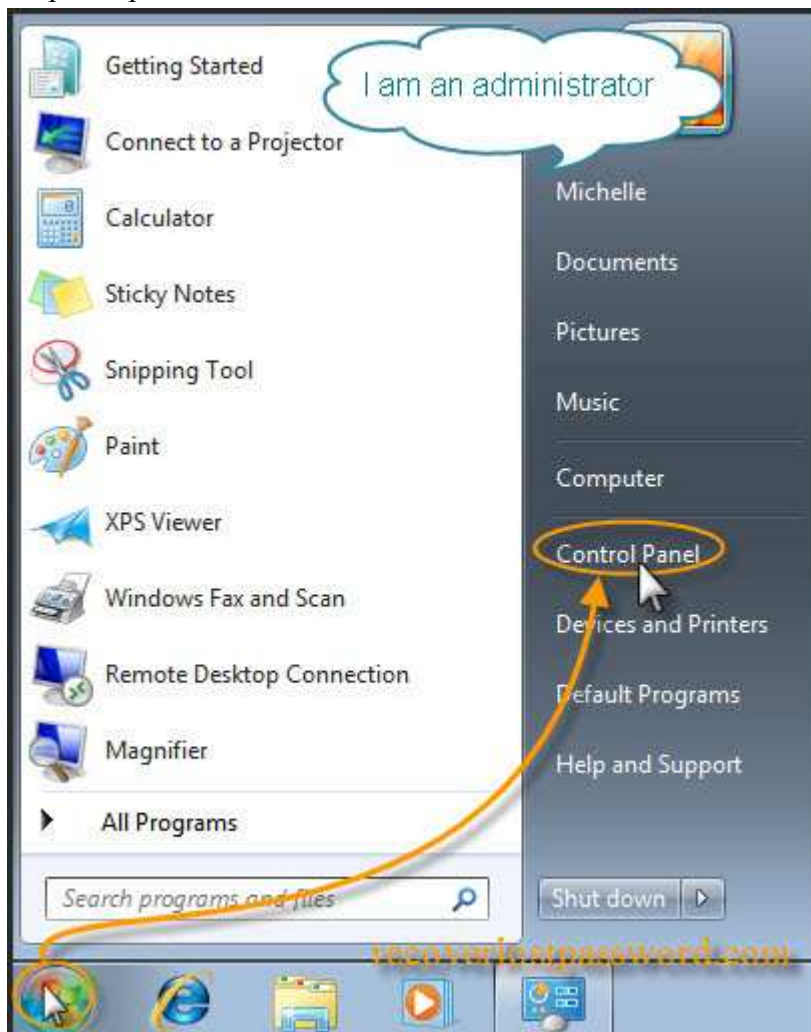 Getting Started
I am an administrator
Connect to a Projector
Calculator
Sticky Notes
Snipping Tool
Paint
XPS Viewer
Windows Fax and Scan
Remote Desktop Connection
Magnifier
All Programs
Search programs and files
Michelle
Documents
Pictures
Music
Computer
Control Panel
Devices and Printers
Default Programs
Help and Support
Shut down